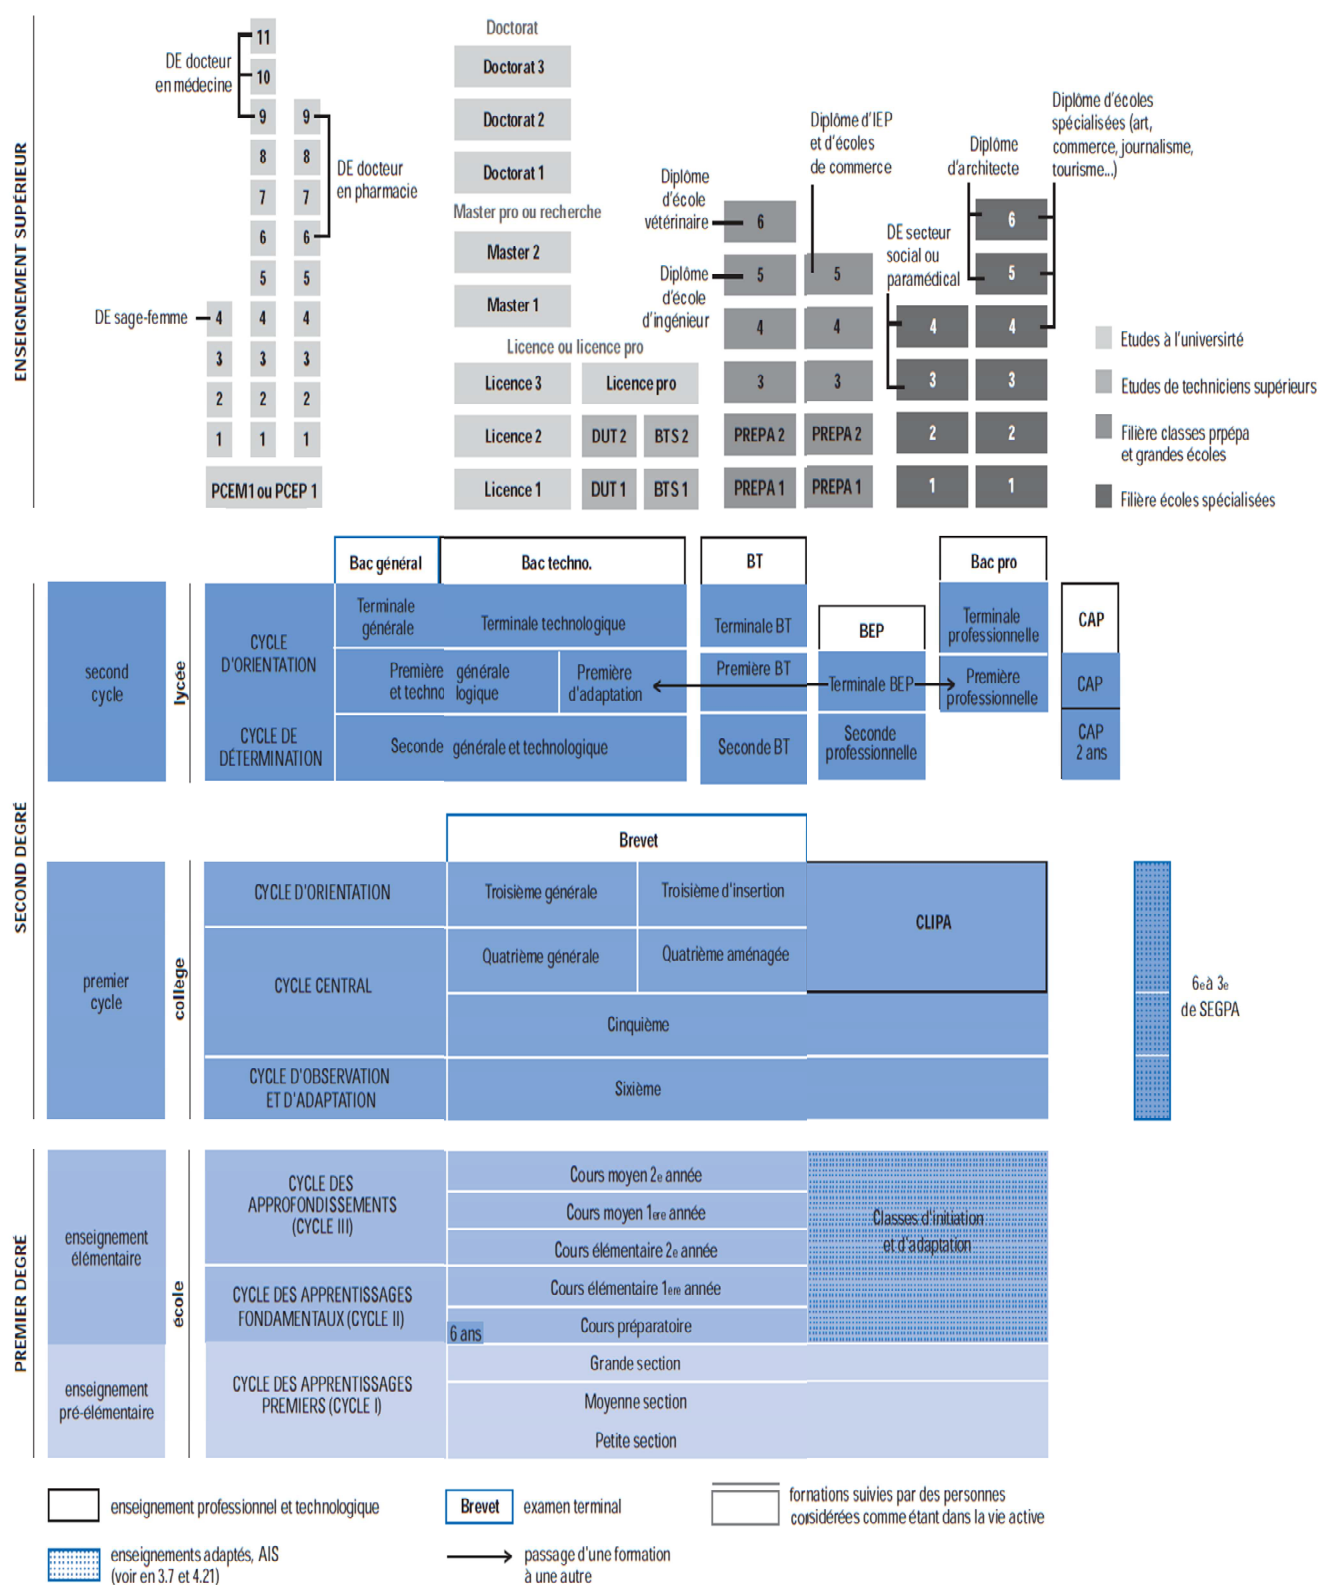 ENSEIGNEMENT SUPÉRIEUR
DE docteur
en médecine
11
10
9
8
7
6
5
4
3
2
1
9
8
7
6
5
4
3
2
1
DE docteur
en pharmacie
DE sage-femme
4
3
2
1
PCEM1 ou PCEP 1
Doctorat
Doctorat 3
Doctorat 2
Doctorat 1
Master pro ou recherche
Master 2
Master 1
Licence ou licence pro
Licence 3
Licence pro
Licence 2
DUT 2
BTS 2
Licence 1
DUT 1
BTS 1
Diplôme
d'école
vétérinaire
Diplôme
d'école
d'ingénieur
6
5
4
3
PREPA 2
PREPA 1
Diplôme d'IEP
et d'écoles
de commerce
5
4
3
PREPA 2
PREPA 1
DE secteur
social ou
paramédical
4
3
2
1
Diplôme
d'architecte
Diplôme d'écoles
spécialisées (art,
commerce, journalisme,
tourisme...)
6
5
4
3
2
1
Etudes à l'universirté
Etudes de techniciens supérieurs
Filière classes prpépa
et grandes écoles
Filière écoles spécialisées
SECOND DEGRÉ
second
cycle
lycée
CYCLE
D'ORIENTATION
CYCLE DE
DÉTERMINATION
Bac général
Bac techno.
BT
BEP
Bac pro
CAP
Terminale
générale
Terminale technologique
Terminale BT
Terminale
professionnelle
Première générale
et techno logique
Première
d'adaptation
Première BT
Terminale BEP
Première
professionnelle
CAP
Seconde générale et technologique
Seconde BT
Seconde
professionnelle
CAP
2 ans
premier
cycle
college
Brevet
CYCLE D'ORIENTATION
Troisième générale
Troisième d'insertion
CLIPA
CYCLE CENTRAL
Quatrième générale
Quatrième aménagée
Cinquième
CYCLE D'OBSERVATION
ET D'ADAPTATION
Sixième
6e à 3e
de SEGPA
PREMIER DEGRÉ
enseignement
élémentaire
école
CYCLE DES
APPROFONDISSEMENTS
(CYCLE III)
Cours moyen 2e année
Cours moyen 1ere année
Cours élémentaire 2e année
Classes d'initiation
et d'adaptation
CYCLE DES APPRENTISSAGES
FONDAMENTAUX (CYCLE II)
Cours élémentaire 1ere année
6 ans
Cours préparatoire
enseignement
pré-élémentaire
CYCLE DES APPRENTISSAGES
PREMIERS (CYCLE I)
Grande section
Moyenne section
Petite section
enseignement professionnel et technologique
Brevet
examen terminal
fornations suivies par des personnes
considérées comme étant dans la vie active
enseignements adaptés, AIS
(voir en 3.7 et 4.21)
passage d'une formation
à une autre